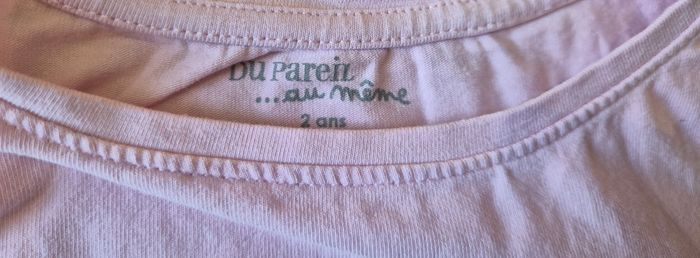 DU PAREIL
...au même
2 ans